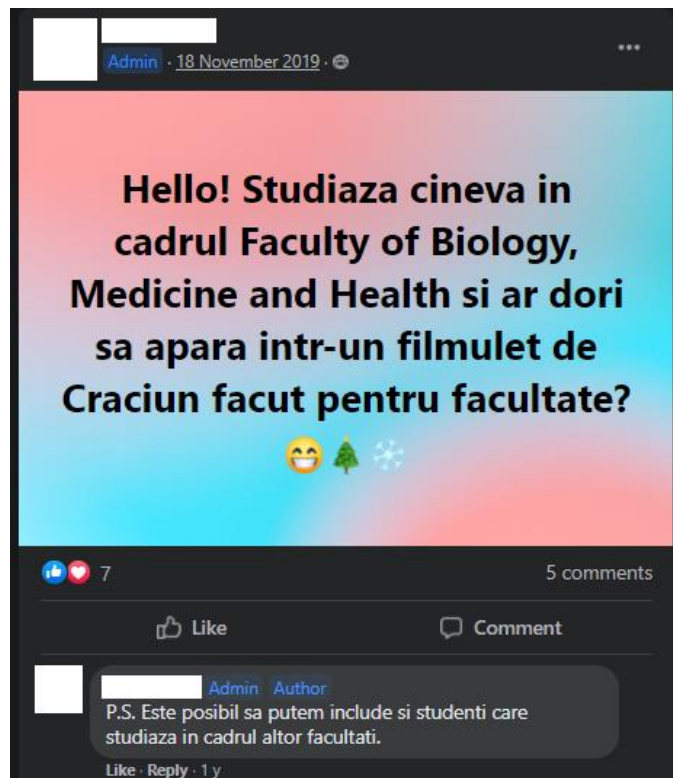 Admin · 18 November 2019 ·
Hello! Studiaza cineva in
cadrul Faculty of Biology,
Medicine and Health si ar dori
sa apara intr-un filmulet de
Craciun facut pentru facultate?
😁🎄❄
7 5 comments
Like Comment
Admin Author
P.S. Este posibil sa putem include si studenti care
studiaza in cadrul altor facultati.
Like · Reply · 1 y